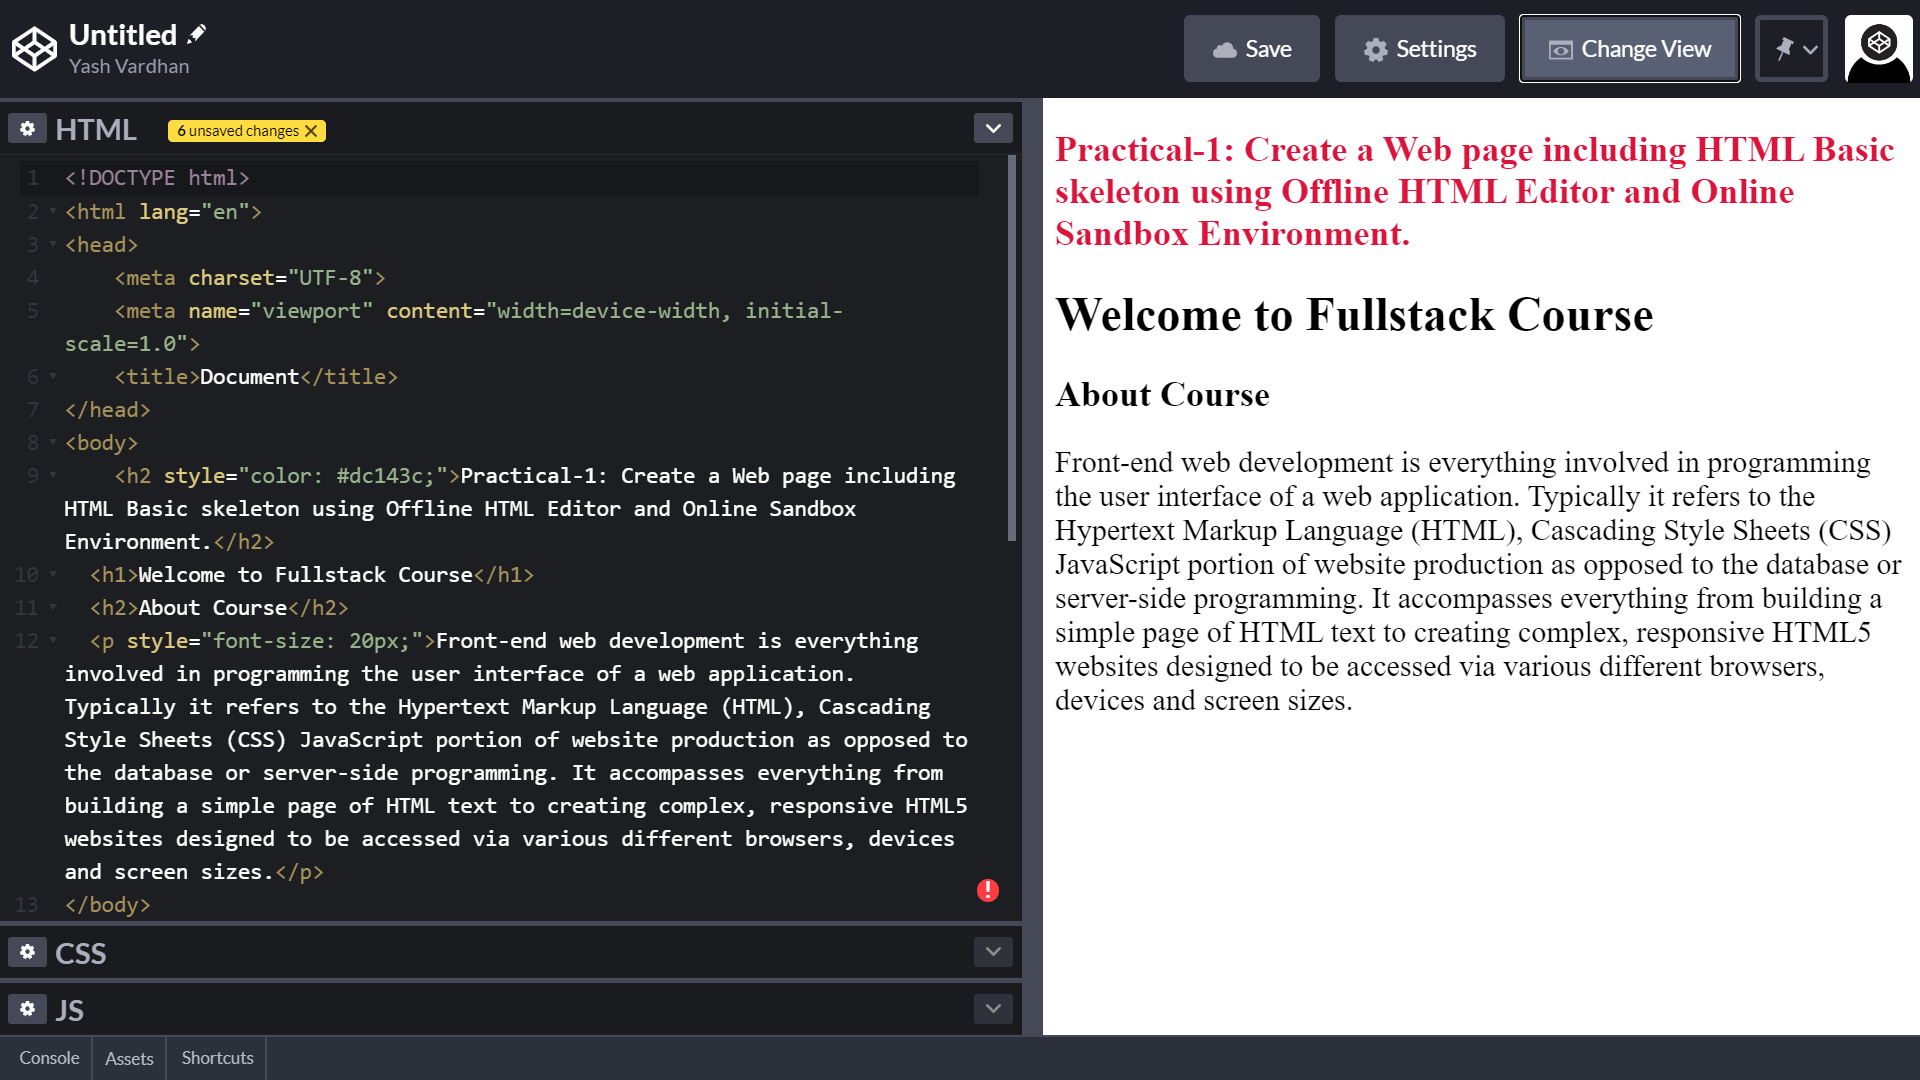 Untitled
Yash Vardhan
Save
Settings
Change View
HTML
6 unsaved changes
1 <!DOCTYPE html>
2 <html lang="en">
3 <head>
4 <meta charset="UTF-8">
5 <meta name="viewport" content="width=device-width, initial-
scale=1.0">
6 <title>Document</title>
7 </head>
8 <body>
9 <h2 style="color: #dc143c;">Practical-1: Create a Web page including
HTML Basic skeleton using Offline HTML Editor and Online Sandbox
Environment.</h2>
10 <h1>Welcome to Fullstack Course</h1>
11 <h2>About Course</h2>
12 <p style="font-size: 20px;">Front-end web development is everything
involved in programming the user interface of a web application.
Typically it refers to the Hypertext Markup Language (HTML), Cascading
Style Sheets (CSS) JavaScript portion of website production as opposed to
the database or server-side programming. It accompasses everything from
building a simple page of HTML text to creating complex, responsive HTML5
websites designed to be accessed via various different browsers, devices
and screen sizes.</p>
13 </body>
CSS
JS
Console
Assets
Shortcuts
Practical-1: Create a Web page including HTML Basic
skeleton using Offline HTML Editor and Online
Sandbox Environment.
Welcome to Fullstack Course
About Course
Front-end web development is everything involved in programming
the user interface of a web application. Typically it refers to the
Hypertext Markup Language (HTML), Cascading Style Sheets (CSS)
JavaScript portion of website production as opposed to the database or
server-side programming. It accompasses everything from building a
simple page of HTML text to creating complex, responsive HTML5
websites designed to be accessed via various different browsers,
devices and screen sizes.